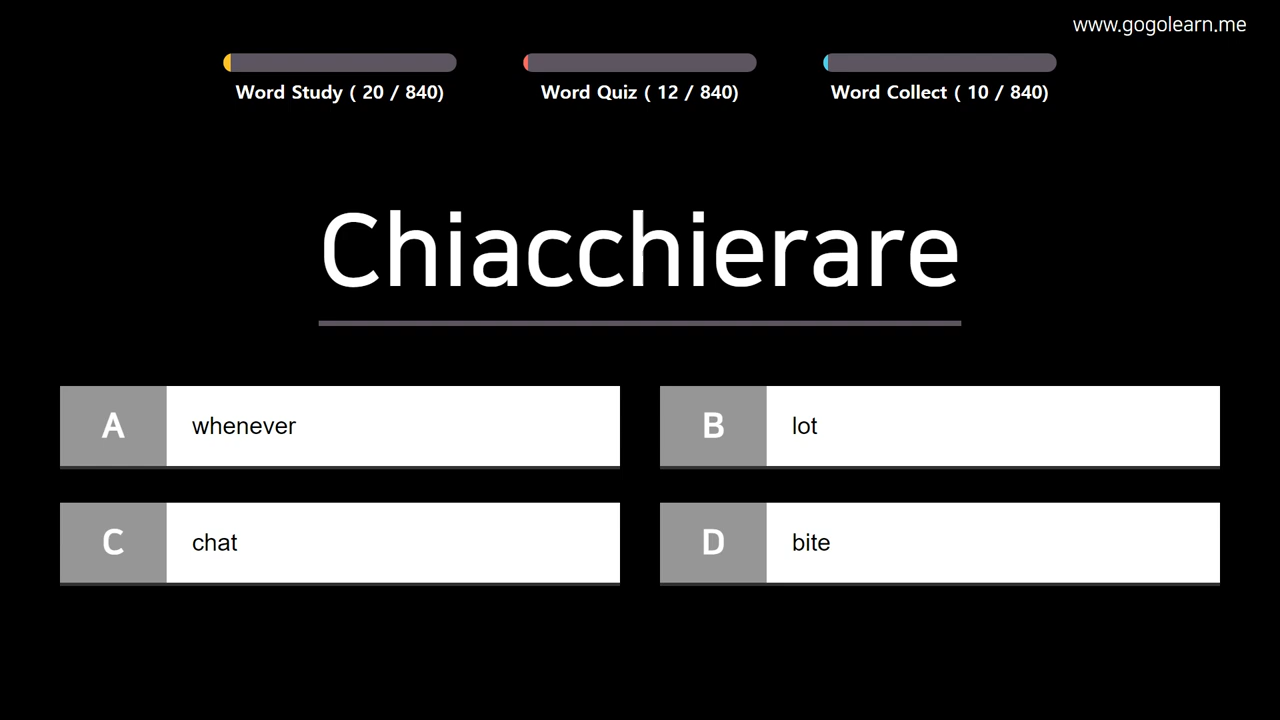 www.gogolearn.me
Word Study ( 20 / 840)
Word Quiz ( 12 / 840)
Word Collect ( 10 / 840)
Chiacchierare
A whenever
B lot
C chat
D bite